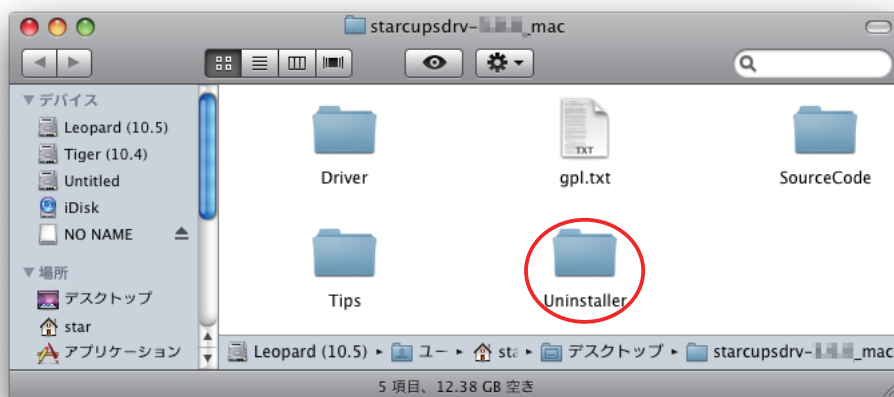 starcupsdrv- _mac
デバイス
Leopard (10.5)
Tiger (10.4)
Untitled
iDisk
NO NAME
場所
デスクトップ
star
アプリケーション
Driver
gpl.txt
SourceCode
TXT
Tips
Uninstaller
Leopard (10.5) ▸ ユー ▸ sta ▸ デスクトップ ▸ starcupsdrv- _mac
5 項目、12.38 GB 空き